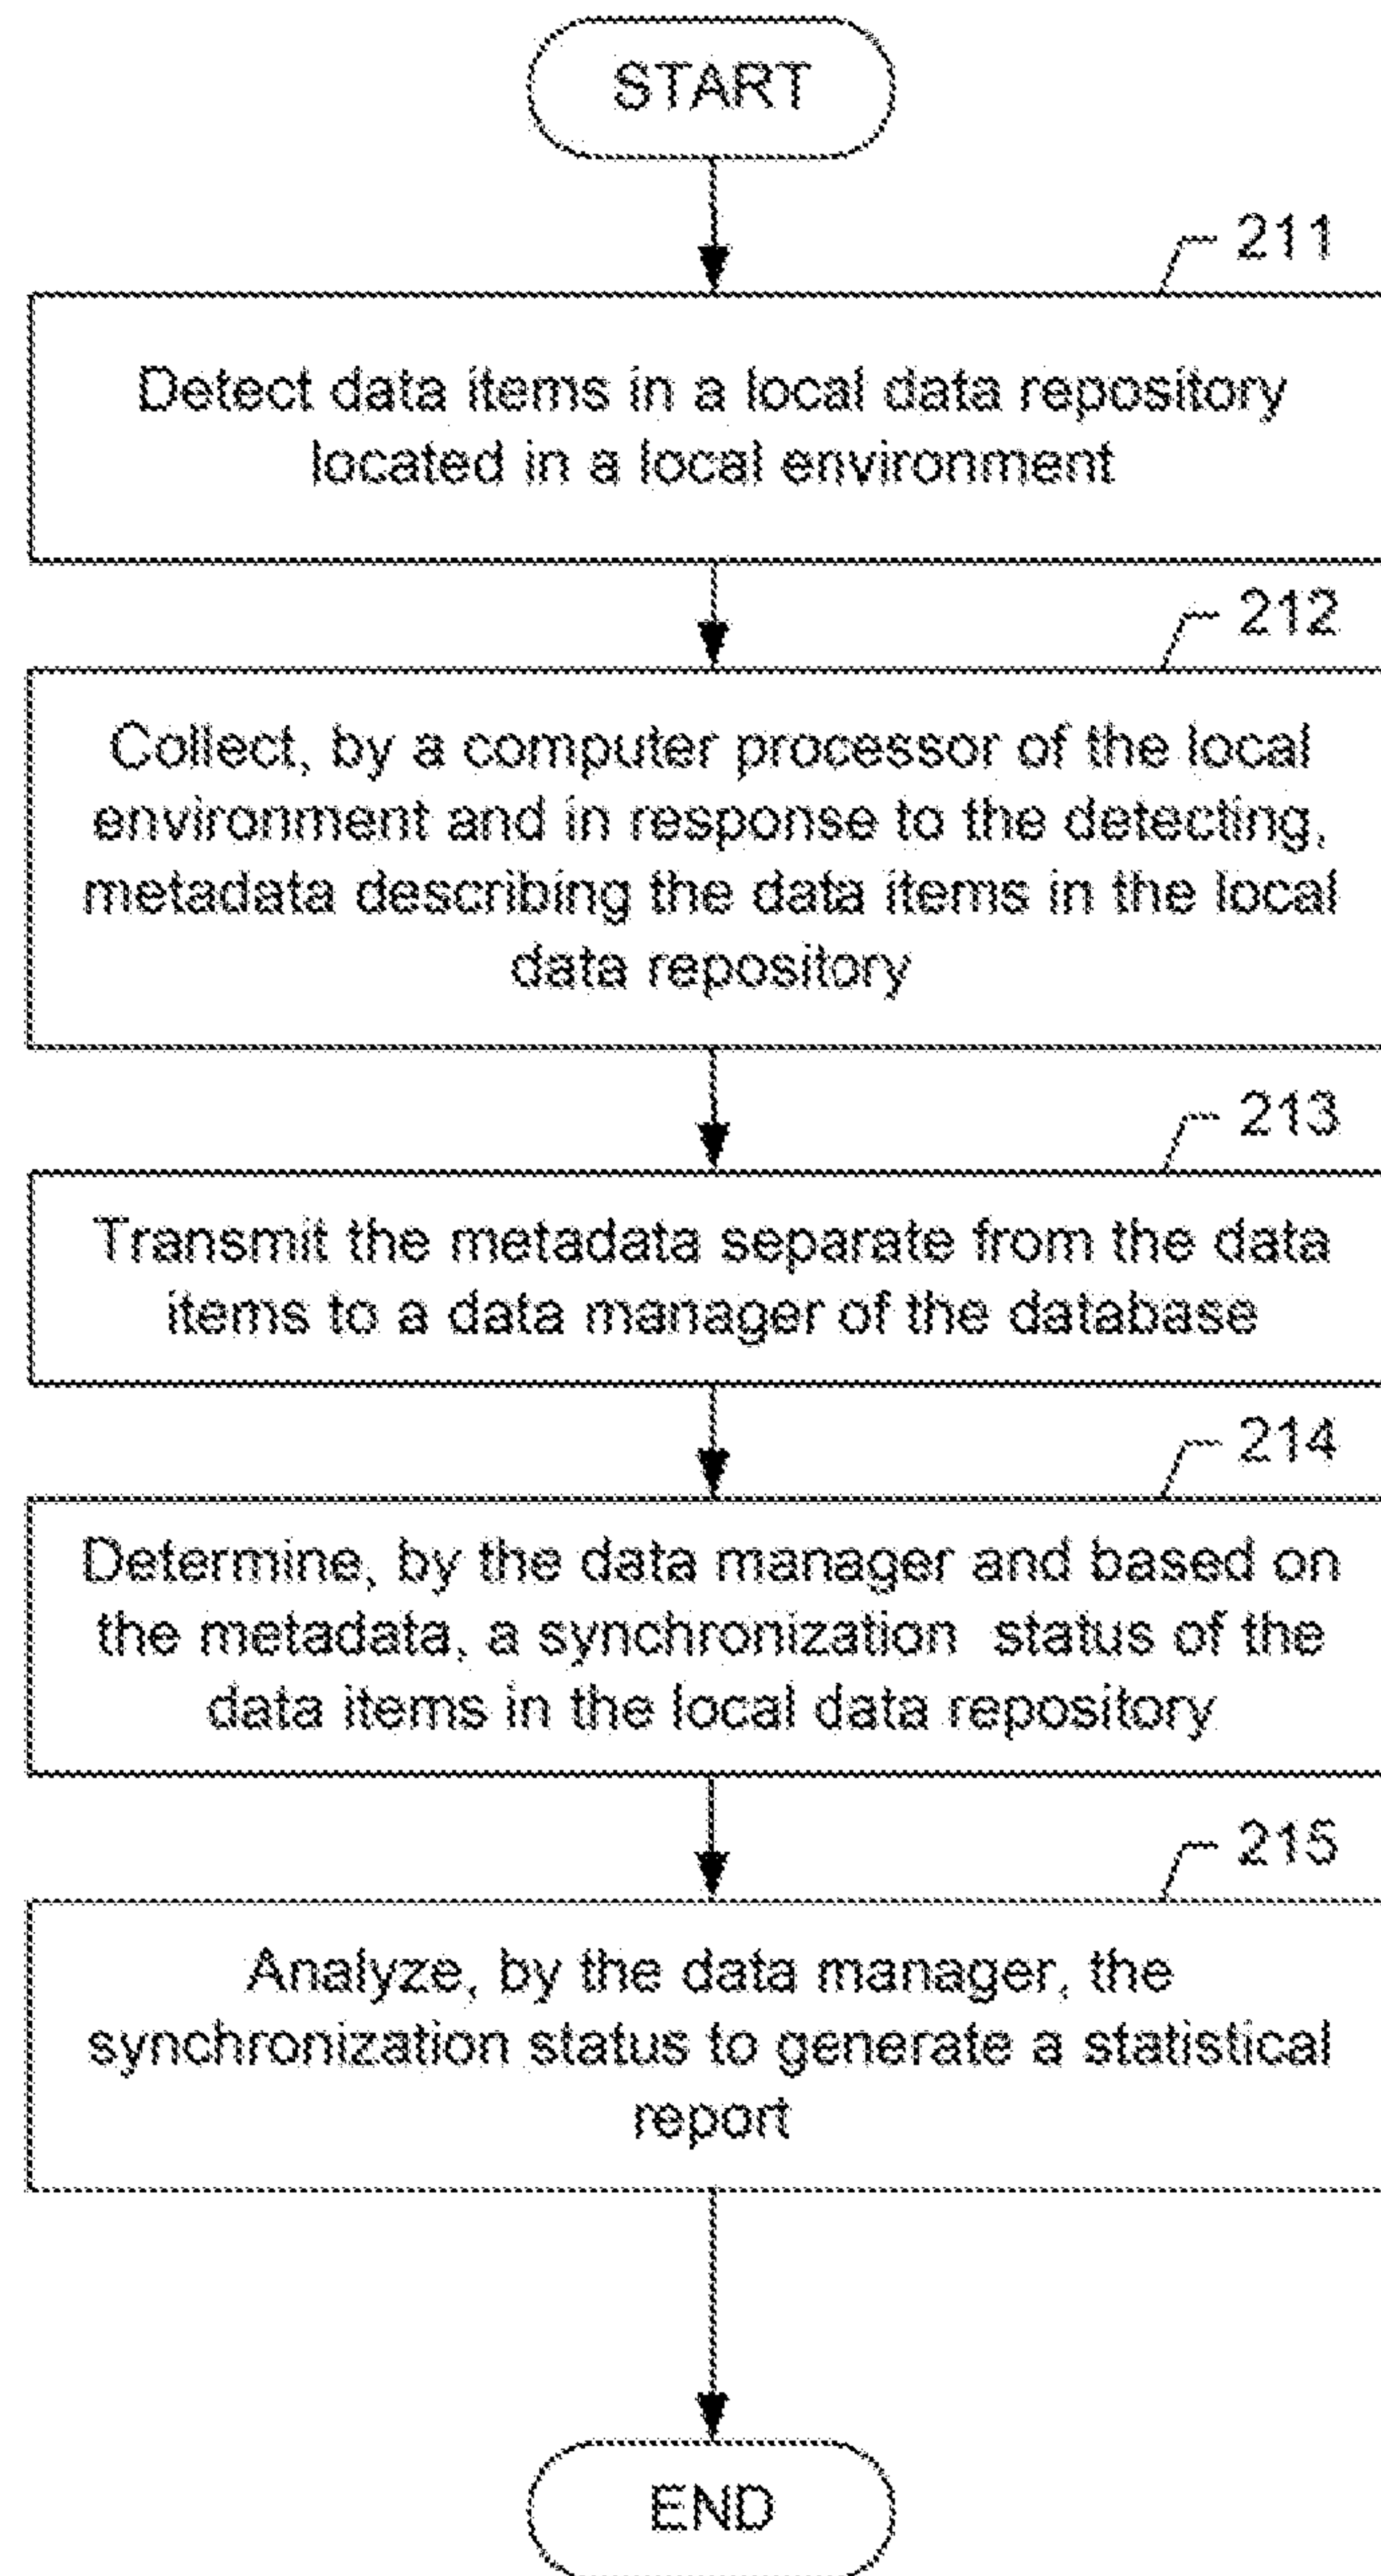 START
211
Detect data items in a local data repository
located in a local environment
212
Collect, by a computer processor of the local
environment and in response to the detecting,
metadata describing the data items in the local
data repository
213
Transmit the metadata separate from the data
items to a data manager of the database
214
Determine, by the data manager and based on
the metadata, a synchronization status of the
data items in the local data repository
215
Analyze, by the data manager, the
synchronization status to generate a statistical
report
END